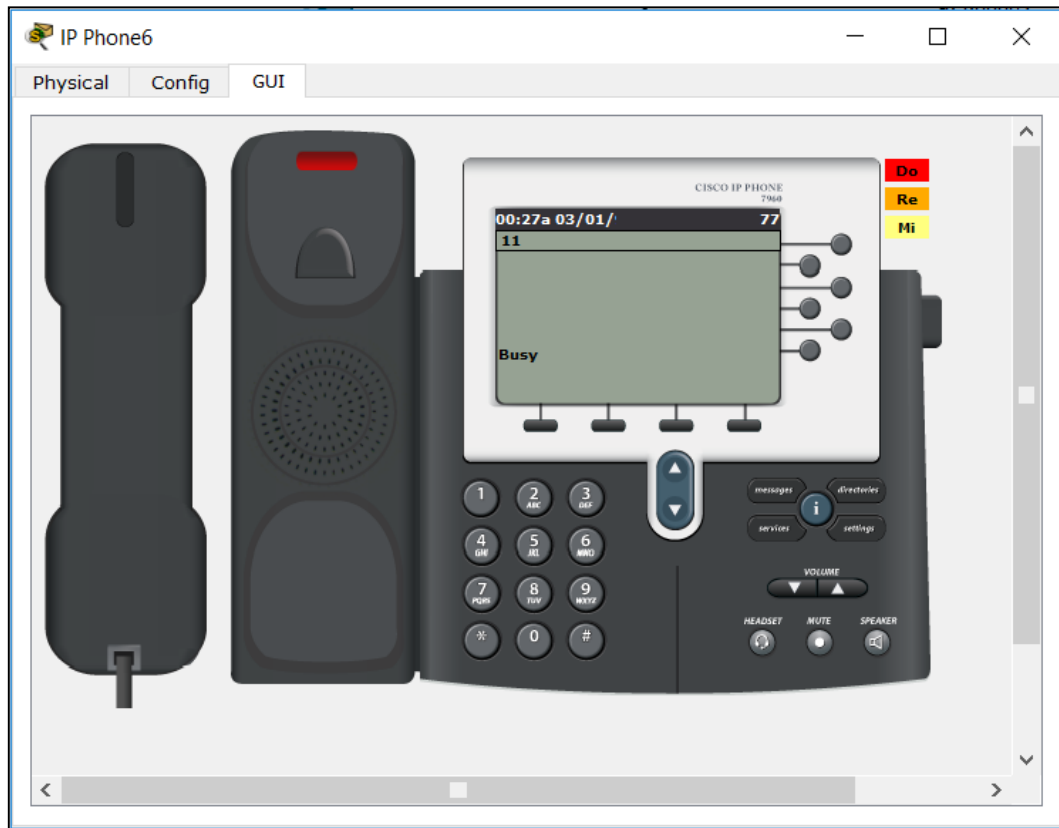 IP Phone6
Physical Config GUI
CISCO IP PHONE
7960
Do
Re
Mi
00:27a 03/01/ 77
11
Busy
1 2 ABC 3 DEF
4 GHI 5 JKL 6 MNO
7 PQRS 8 TUV 9 WXYZ
* 0 #
messages directories
i
services settings
VOLUME
HEADSET MUTE SPEAKER